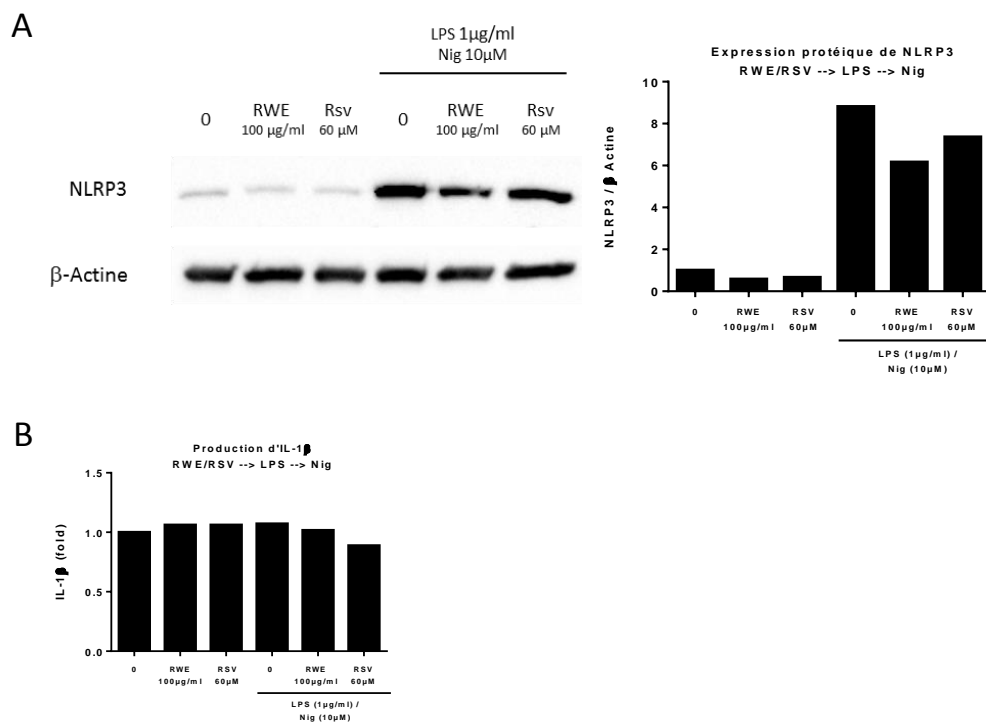 A
LPS 1µg/ml
Nig 10µM
0
RWE
100 µg/ml
Rsv
60 µM
0
RWE
100 µg/ml
Rsv
60 µM
NLRP3
β-Actine
Expression protéique de NLRP3
RWE/RSV --> LPS --> Nig
NLRP3 / β Actine
10
8
6
4
2
0
0
RWE
100µg/ml
RSV
60µM
0
RWE
100µg/ml
RSV
60µM
LPS (1µg/ml) /
Nig (10µM)
B
Production d'IL-1β
RWE/RSV --> LPS --> Nig
IL-1β (fold)
1.5
1.0
0.5
0.0
0
RWE
100µg/ml
RSV
60µM
0
RWE
100µg/ml
RSV
60µM
LPS (1µg/ml) /
Nig (10µM)